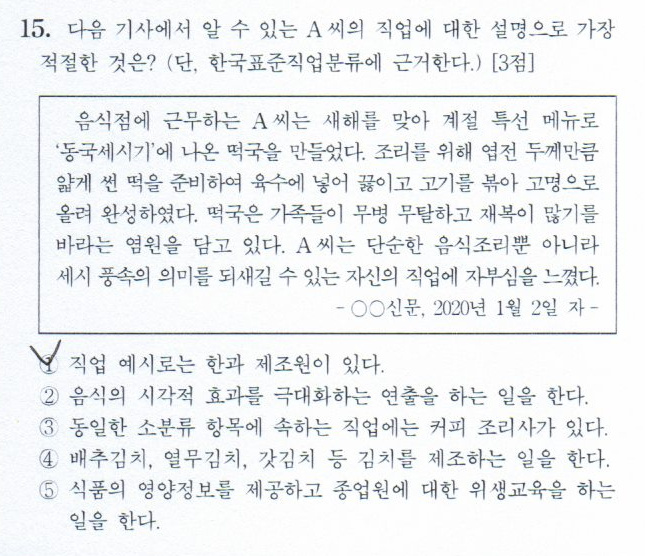 15. 다음 기사에서 알 수 있는 A 씨의 직업에 대한 설명으로 가장
적절한 것은? (단, 한국표준직업분류에 근거한다.) [3점]
음식점에 근무하는 A 씨는 새해를 맞아 계절 특선 메뉴로
'동국세시기'에 나온 떡국을 만들었다. 조리를 위해 엽전 두께만큼
얇게 썬 떡을 준비하여 육수에 넣어 끓이고 고기를 볶아 고명으로
올려 완성하였다. 떡국은 가족들이 무병 무탈하고 재복이 많기를
바라는 염원을 담고 있다. A 씨는 단순한 음식조리뿐 아니라
세시 풍속의 의미를 되새길 수 있는 자신의 직업에 자부심을 느꼈다.
- ○○신문, 2020년 1월 2일 자 -
① 직업 예시로는 한과 제조원이 있다.
② 음식의 시각적 효과를 극대화하는 연출을 하는 일을 한다.
③ 동일한 소분류 항목에 속하는 직업에는 커피 조리사가 있다.
④ 배추김치, 열무김치, 갓김치 등 김치를 제조하는 일을 한다.
⑤ 식품의 영양정보를 제공하고 종업원에 대한 위생교육을 하는
일을 한다.